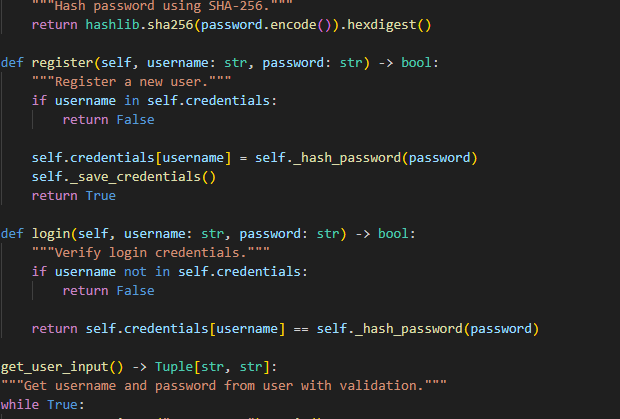 """Hash password using SHA-256."""
return hashlib.sha256(password.encode()).hexdigest()
def register(self, username: str, password: str) -> bool:
"""Register a new user."""
if username in self.credentials:
return False
self.credentials[username] = self._hash_password(password)
self._save_credentials()
return True
def login(self, username: str, password: str) -> bool:
"""Verify login credentials."""
if username not in self.credentials:
return False
return self.credentials[username] == self._hash_password(password)
get_user_input() -> Tuple[str, str]:
"""Get username and password from user with validation."""
while True: